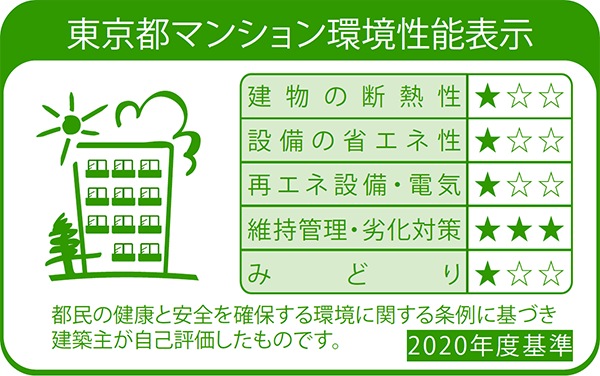 東京都マンション環境性能表示
建物の断熱性 ★☆☆
設備の省エネ性 ★☆☆
再エネ設備・電気 ★☆☆
維持管理・劣化対策 ★★★
みどり ★☆☆
都民の健康と安全を確保する環境に関する条例に基づき
建築主が自己評価したものです。 2020年度基準